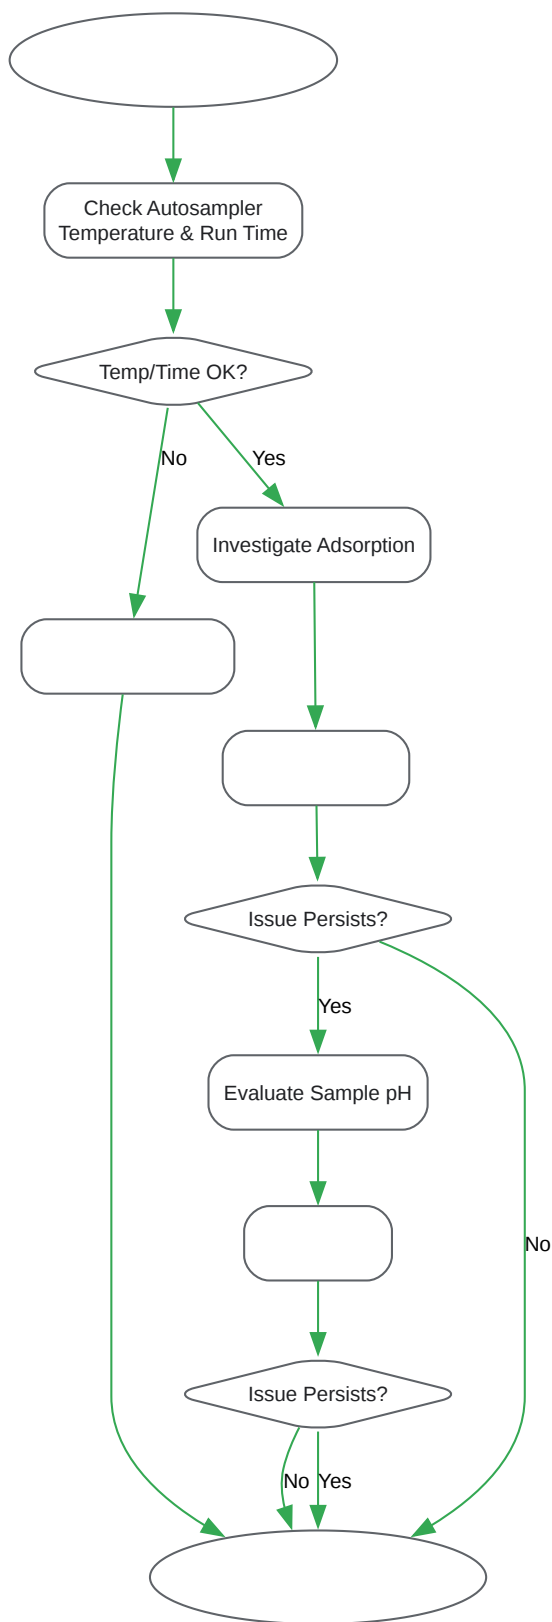 Check Autosampler
Temperature & Run Time
Temp/Time OK?
No
Yes
Investigate Adsorption
Issue Persists?
Yes
Evaluate Sample pH
No
Issue Persists?
No
Yes